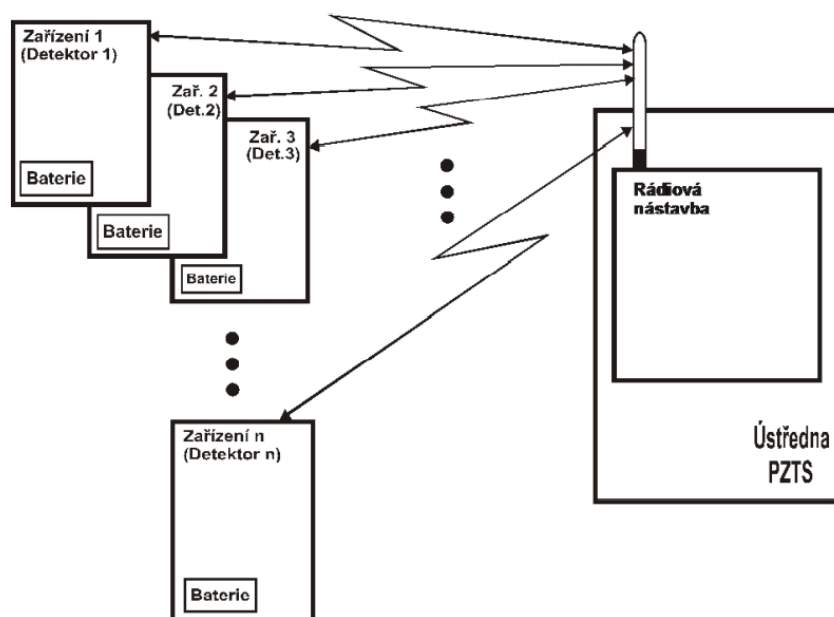 Zařízení 1
(Detektor 1)
Baterie
Zař. 2
(Det.2)
Baterie
Zař. 3
(Det.3)
Baterie
Zařízení n
(Detektor n)
Baterie
Rádiová
nástavba
Ústředna
PZTS